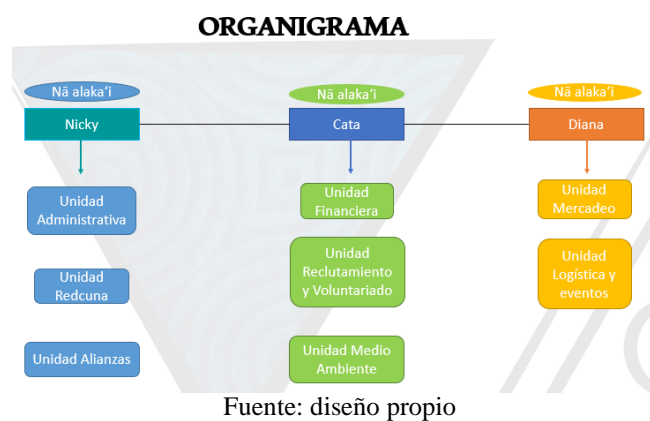 ORGANIGRAMA
Nā alaka‘i
Nicky
Unidad
Administrativa
Unidad
Redcuna
Unidad Alianzas
Nā alaka‘i
Cata
Unidad
Financiera
Unidad
Reclutamiento
y Voluntariado
Unidad Medio
Ambiente
Nā alaka‘i
Diana
Unidad
Mercadeo
Unidad
Logística y
eventos
Fuente: diseño propio